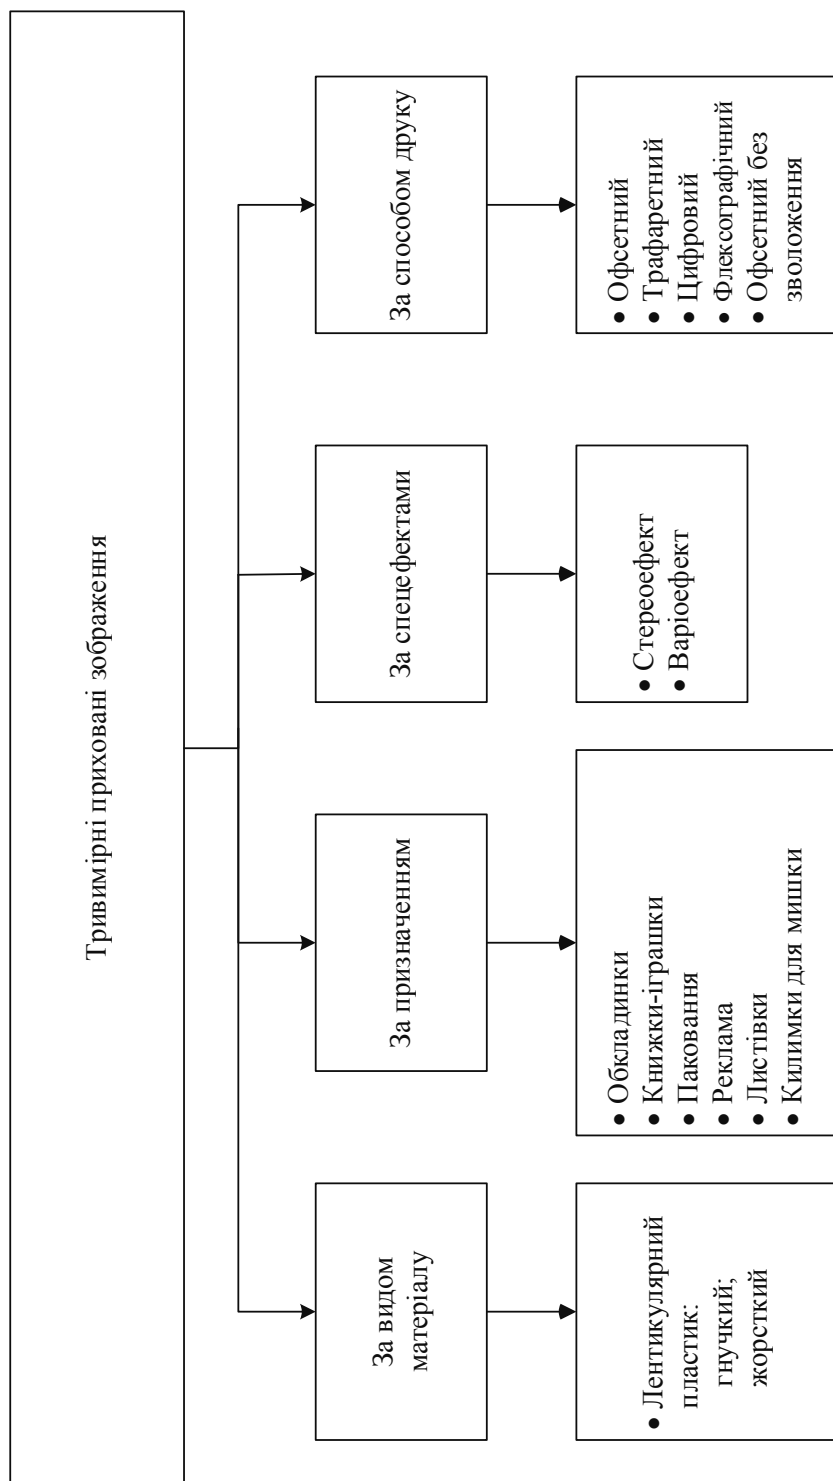 Тривимірні приховані зображення
За видом
матеріалу
За призначенням
За спецефектами
За способом друку
● Лентикулярний
пластик:
гнучкий;
жорсткий
● Обкладинки
● Книжки-іграшки
● Паковання
● Реклама
● Листівки
● Килимки для мишки
● Стереоефект
● Варіоефект
● Офсетний
● Трафаретний
● Цифровий
● Флексографічний
● Офсетний без
зволоження